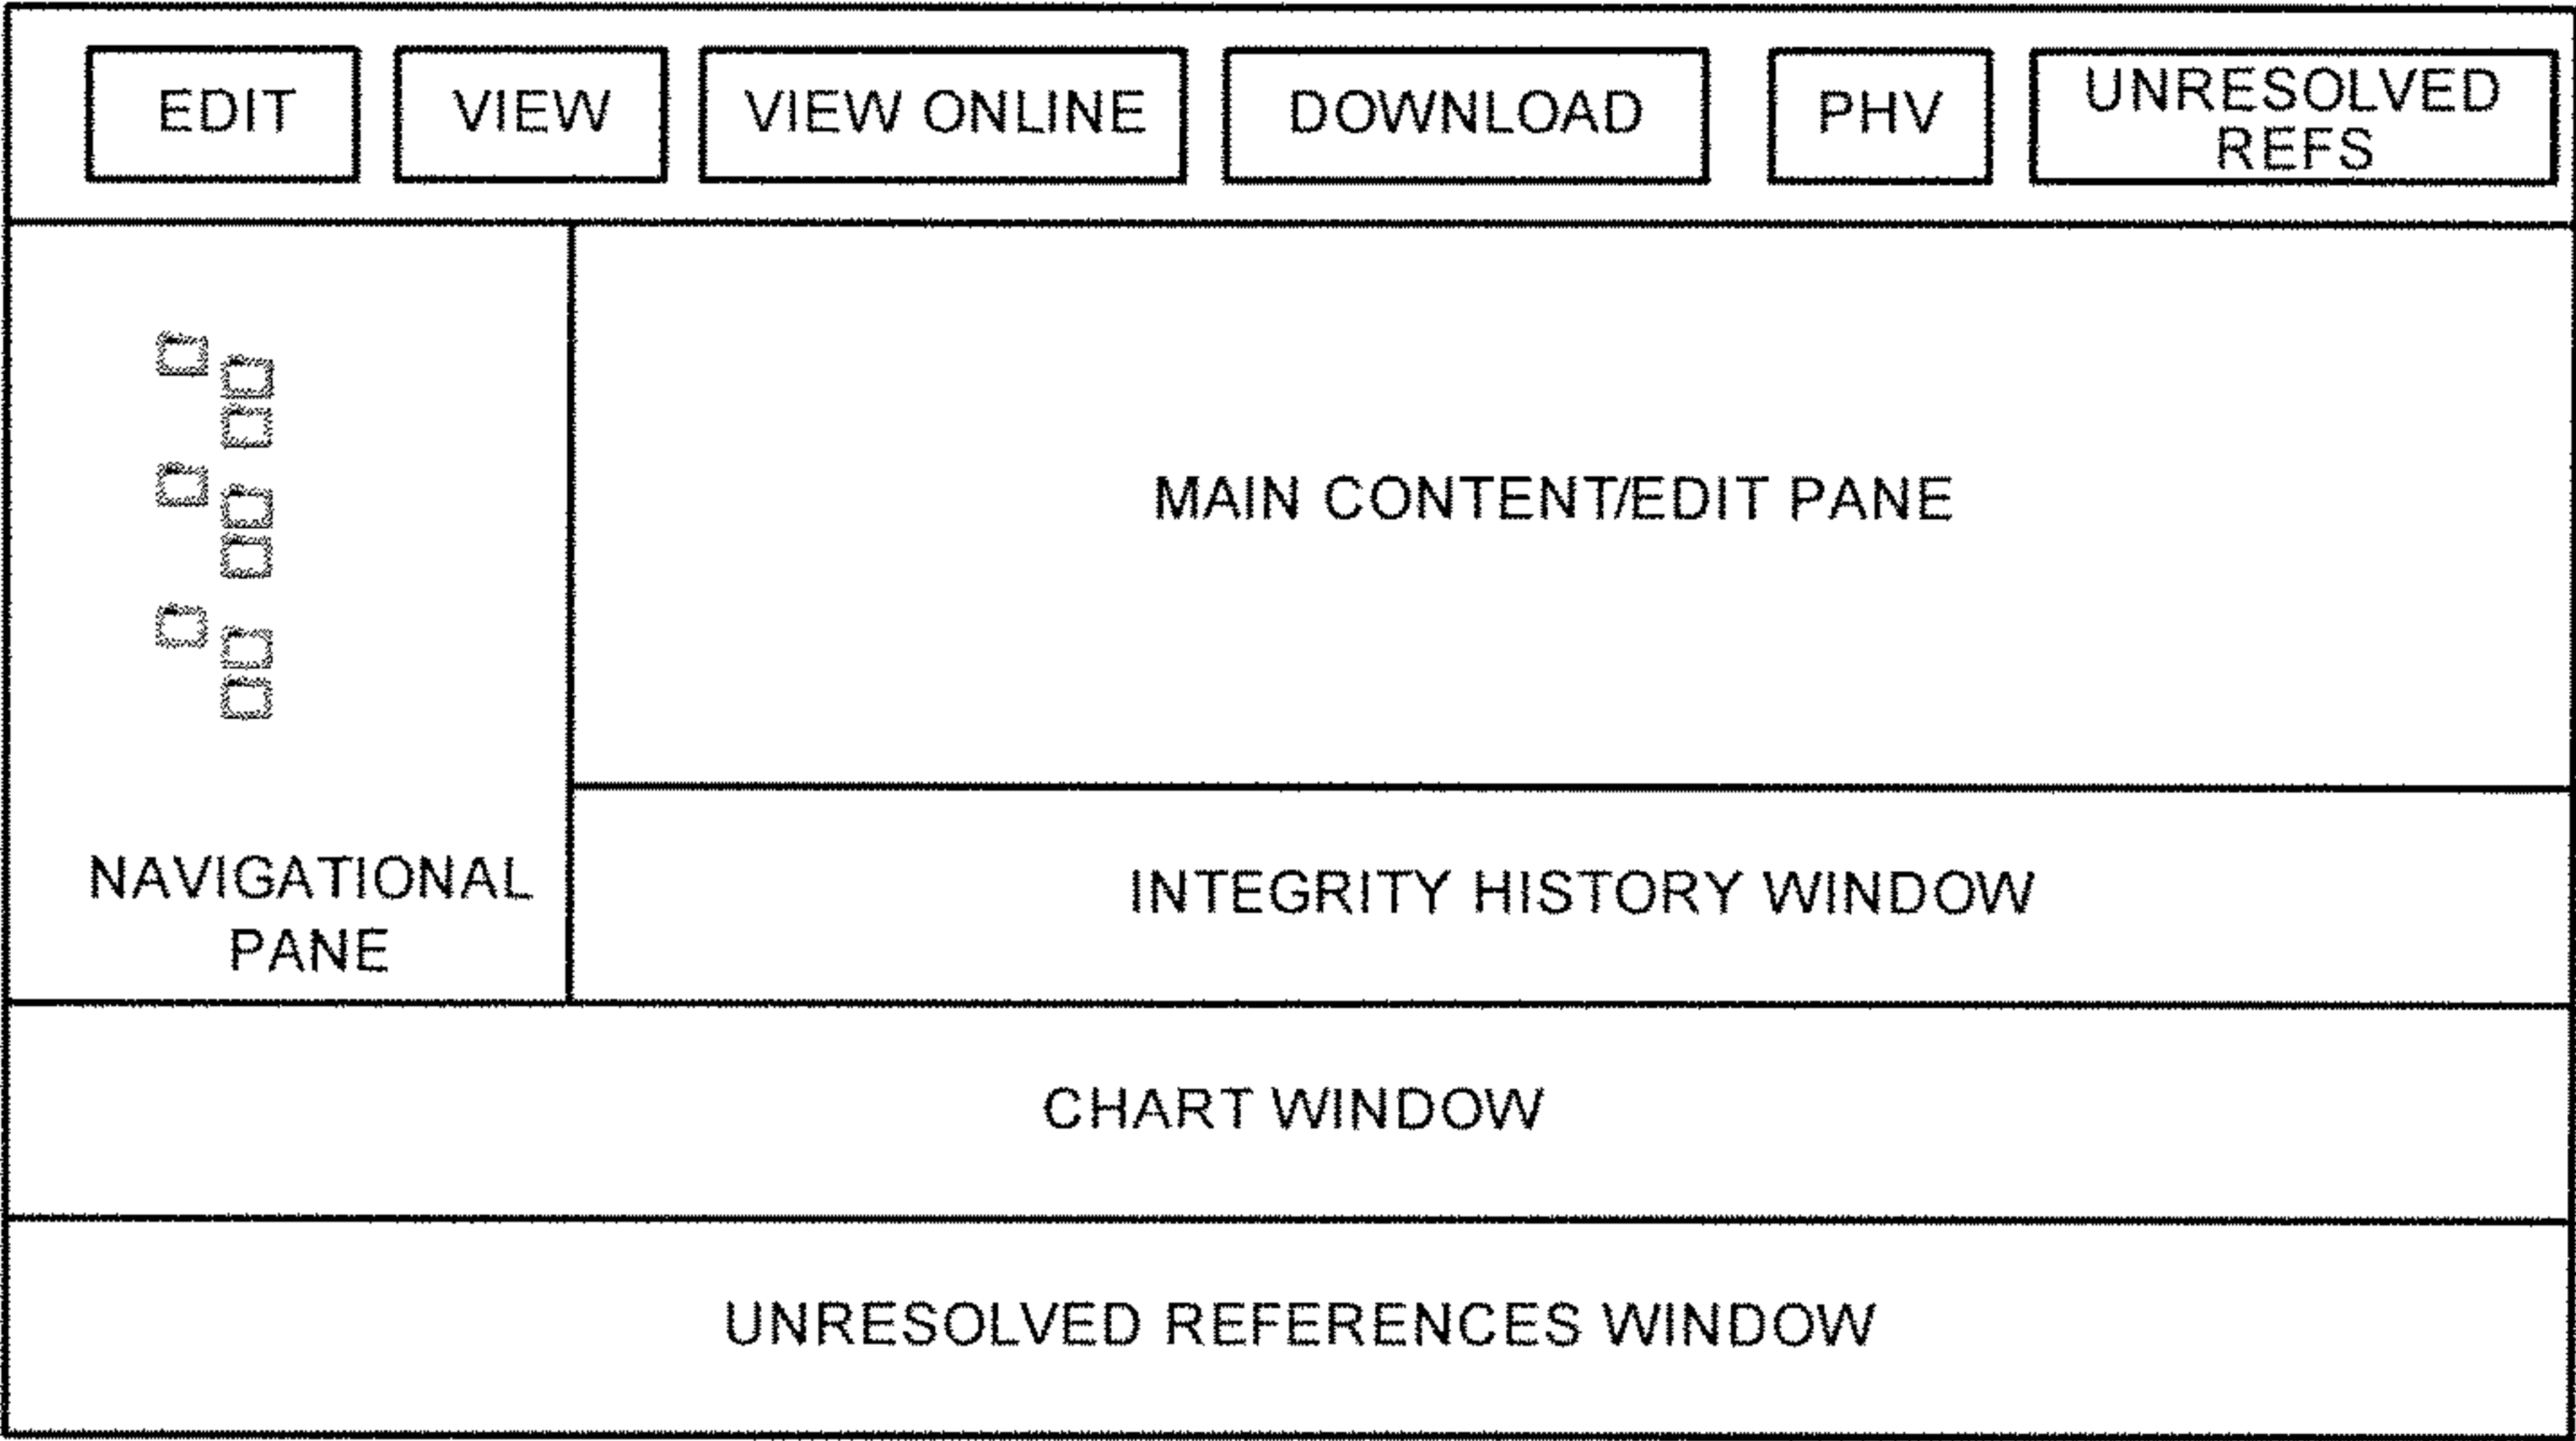 EDIT
VIEW
VIEW ONLINE
DOWNLOAD
PHV
UNRESOLVED
REFS
MAIN CONTENT/EDIT PANE
NAVIGATIONAL
PANE
INTEGRITY HISTORY WINDOW
CHART WINDOW
UNRESOLVED REFERENCES WINDOW